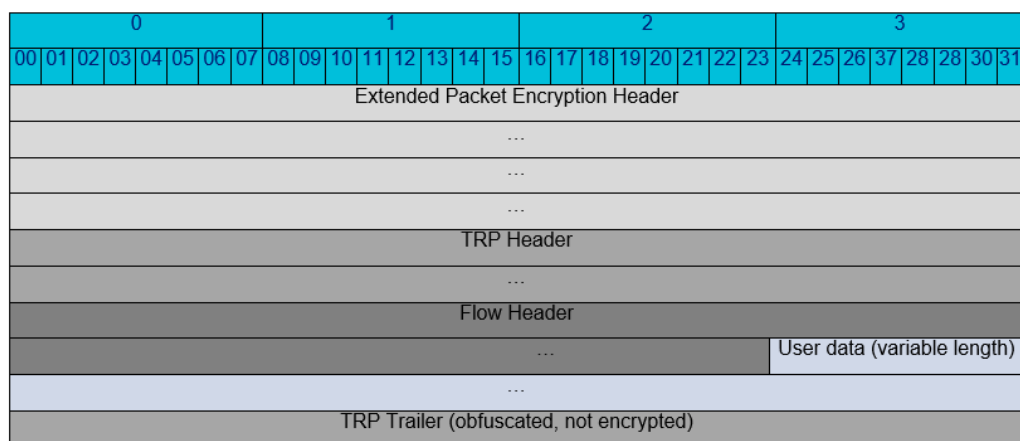 0 1 2 3
00 01 02 03 04 05 06 07 08 09 10 11 12 13 14 15 16 17 18 19 20 21 22 23 24 25 26 37 28 28 30 31
Extended Packet Encryption Header
...
...
...
TRP Header
...
Flow Header
... User data (variable length)
...
TRP Trailer (obfuscated, not encrypted)